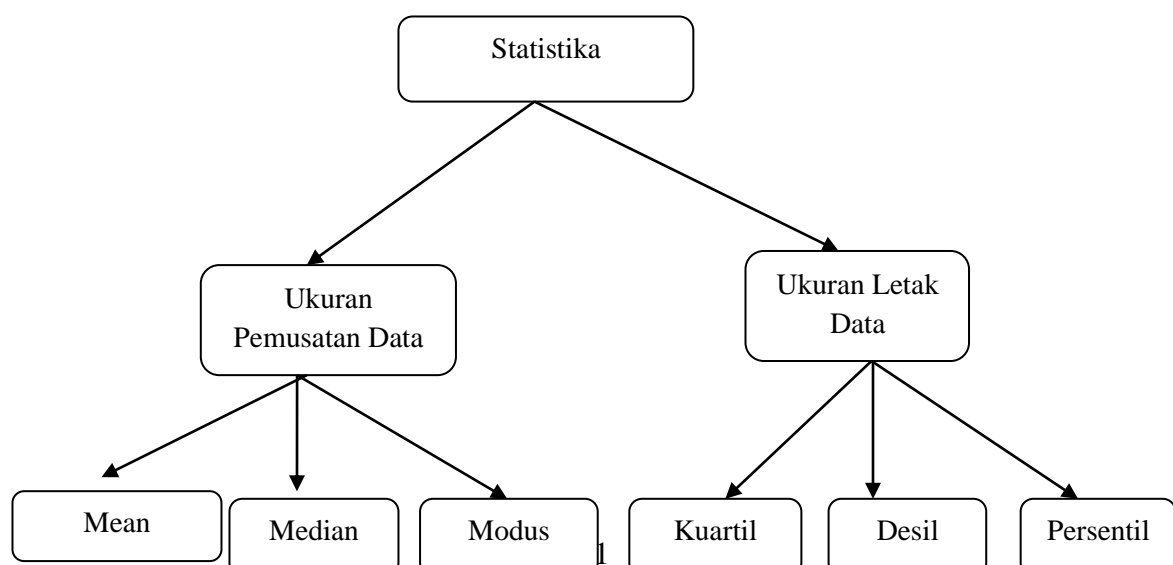 Statistika
Ukuran
Pemusatan Data
Ukuran Letak
Data
Mean
Median
Modus
1
Kuartil
Desil
Persentil